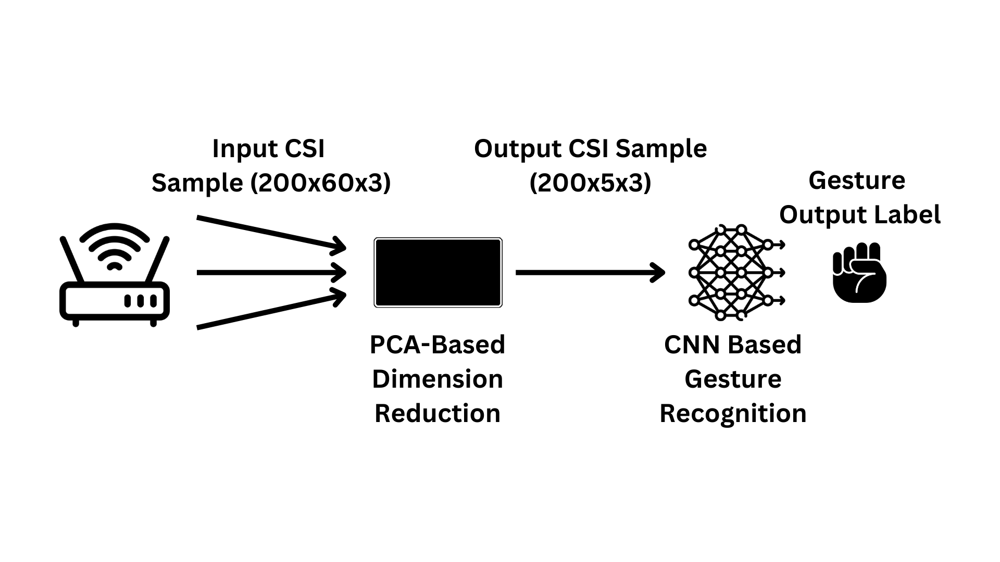 Input CSI
Sample (200x60x3)
Output CSI Sample
(200x5x3)
Gesture
Output Label
PCA-Based
Dimension
Reduction
CNN Based
Gesture
Recognition